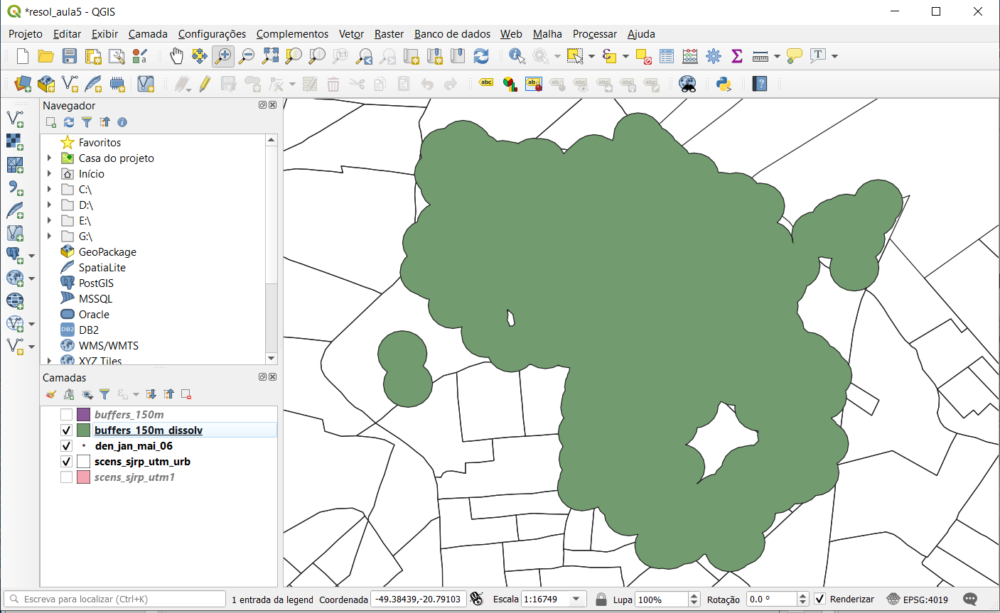 *resol_aula5 - QGIS
Projeto Editar Exibir Camada Configurações Complementos Vetor Raster Banco de dados Web Malha Processar Ajuda
Navegador
Favoritos
Casa do projeto
Início
C:\
D:\
E:\
G:\
GeoPackage
SpatiaLite
PostGIS
MSSQL
Oracle
DB2 DB2
WMS/WMTS
XYZ Tiles
Camadas
buffers_150m
buffers_150m_dissolv
den_jan_mai_06
scens_sjrp_utm_urb
scens_sjrp_utm1
Escreva para localizar (Ctrl+K) 1 entrada da legend Coordenada -49.38439,-20.79103 Escala 1:16749 Lupa 100% Rotação 0.0 ° Renderizar EPSG:4019